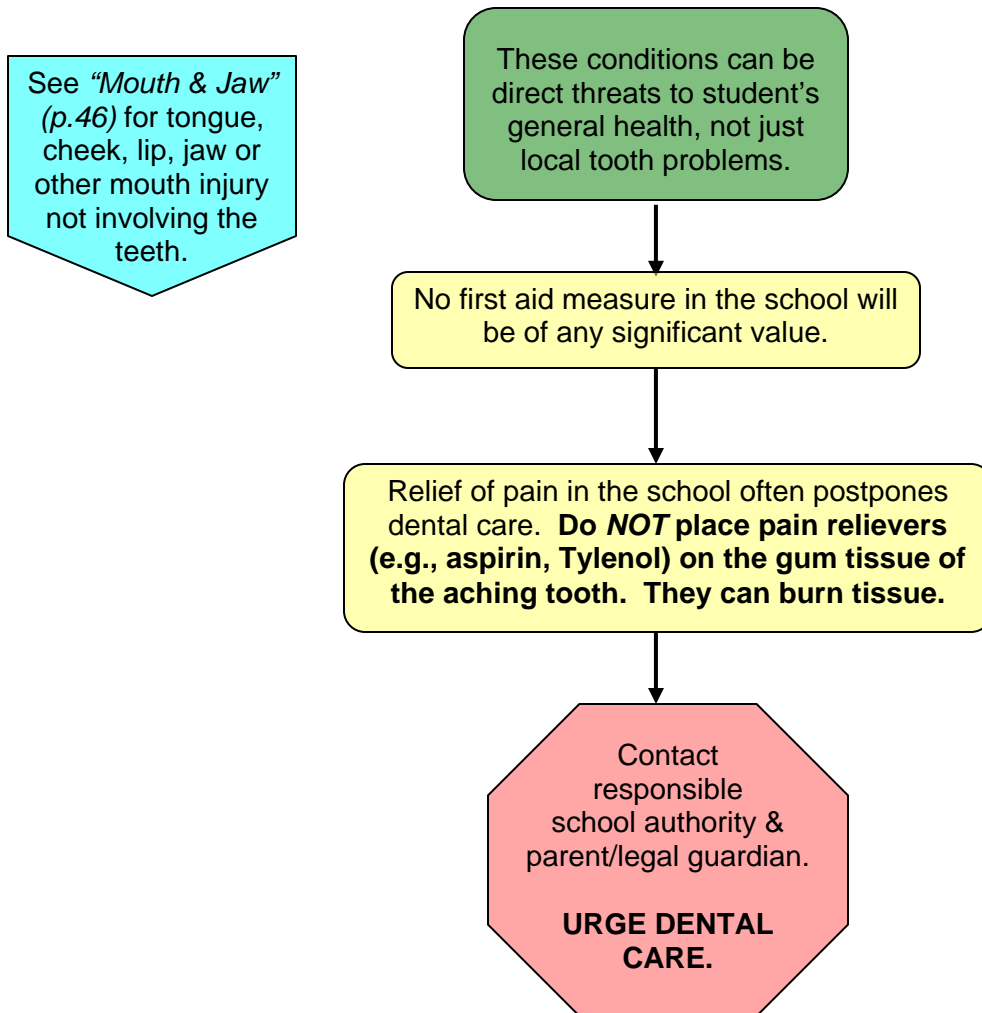 See “Mouth & Jaw”
(p.46) for tongue,
cheek, lip, jaw or
other mouth injury
not involving the
teeth.
These conditions can be
direct threats to student’s
general health, not just
local tooth problems.
No first aid measure in the school will
be of any significant value.
Relief of pain in the school often postpones
dental care.  Do NOT place pain relievers
(e.g., aspirin, Tylenol) on the gum tissue of
the aching tooth.  They can burn tissue.
Contact
responsible
school authority &
parent/legal guardian.
URGE DENTAL
CARE.